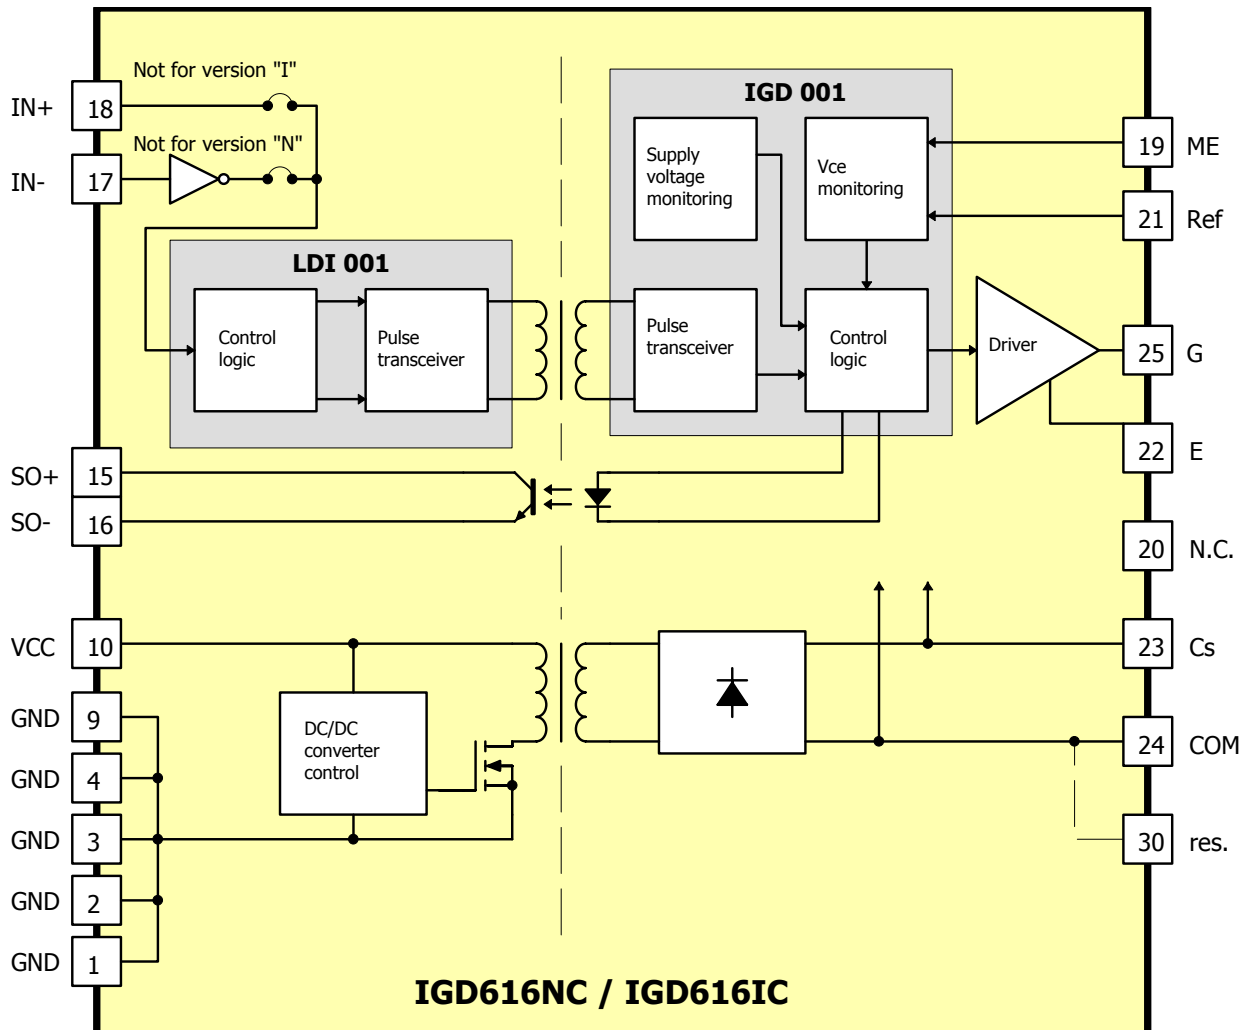 Not for version "I"
IN+
18
Not for version "N"
IN-
17
LDI 001
Control
logic
Pulse
transceiver
IGD 001
Supply
voltage
monitoring
Vce
monitoring
Pulse
transceiver
Control
logic
Driver
19
ME
21
Ref
25
G
22
E
SO+
15
SO-
16
20
N.C.
VCC
10
GND
9
GND
4
GND
3
GND
2
GND
1
DC/DC
converter
control
23
Cs
24
COM
30
res.
IGD616NC / IGD616IC